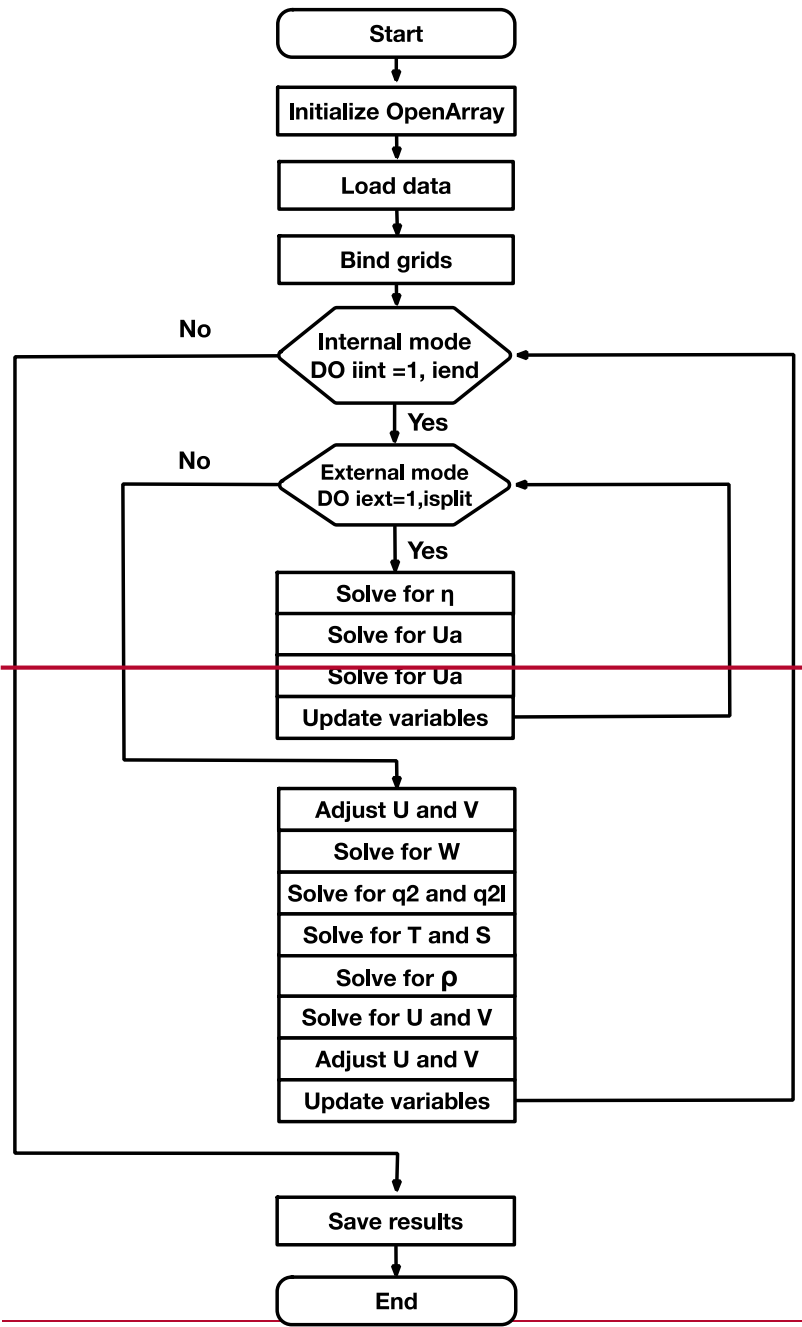 Start
Initialize OpenArray
Load data
Bind grids
No
Internal mode
DO iint =1, iend
Yes
No
External mode
DO iext=1,isplit
Yes
Solve for η
Solve for Ua
Solve for Ua
Update variables
Adjust U and V
Solve for W
Solve for q2 and q2l
Solve for T and S
Solve for ρ
Solve for U and V
Adjust U and V
Update variables
Save results
End